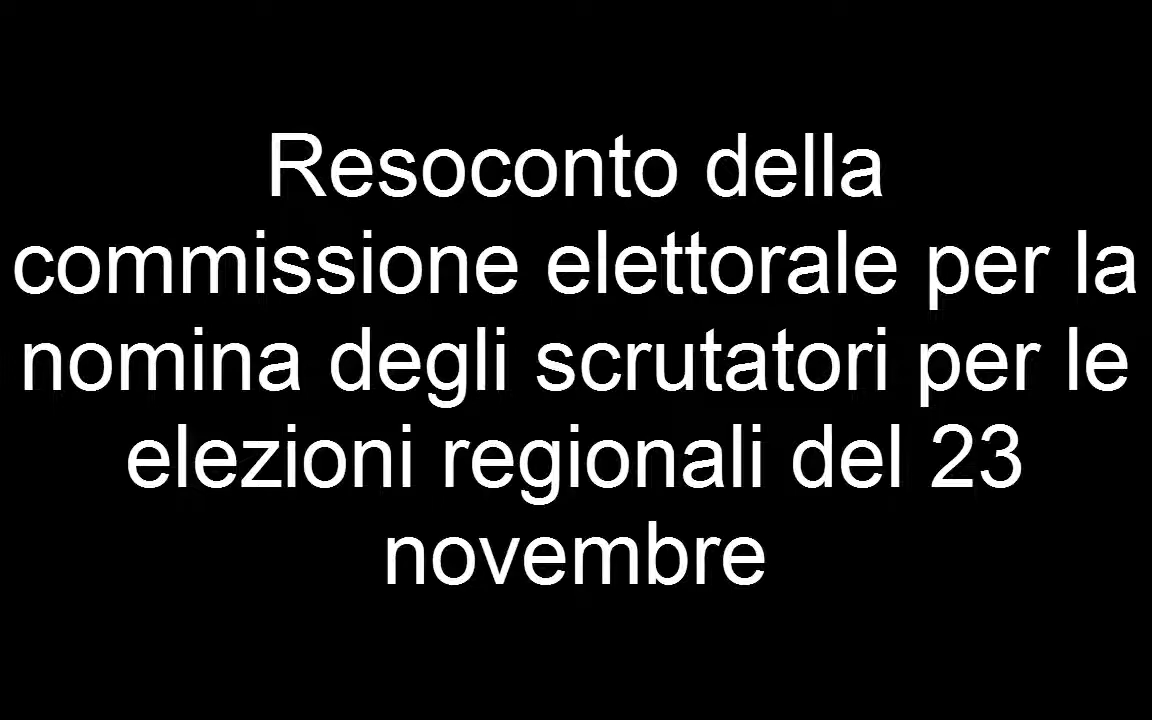 Resoconto della
commissione elettorale per la
nomina degli scrutatori per le
elezioni regionali del 23
novembre